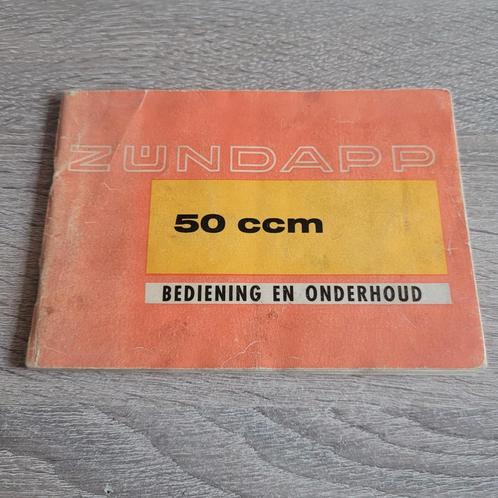 ZÜNDAPP
50 ccm
BEDIENING EN ONDERHOUD